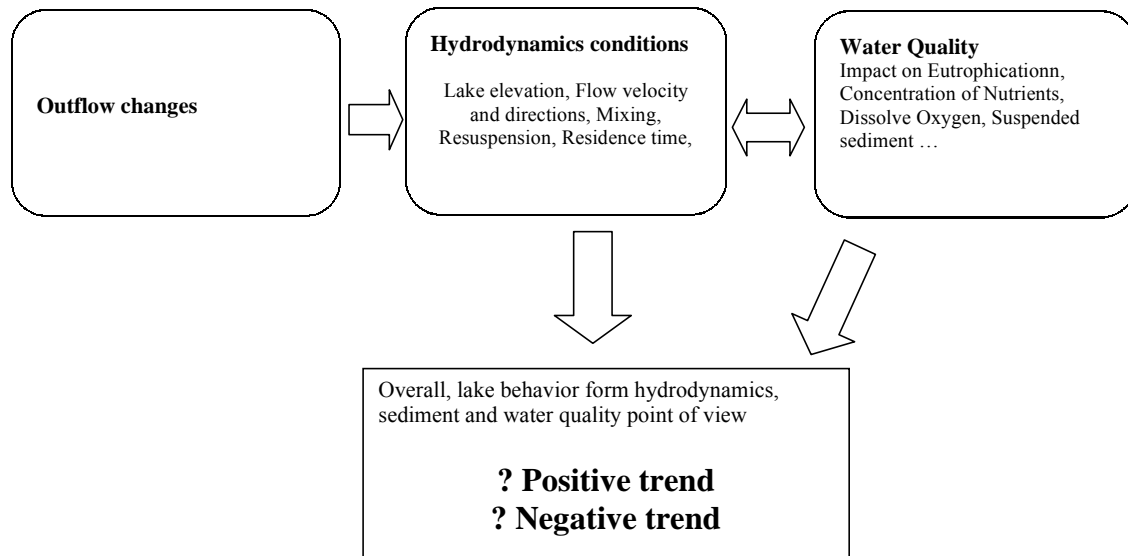 Outflow changes
Hydrodynamics conditions
Lake elevation, Flow velocity
and directions, Mixing,
Resuspension, Residence time,
Water Quality
Impact on Eutrophicationn,
Concentration of Nutrients,
Dissolve Oxygen, Suspended
sediment …
Overall, lake behavior form hydrodynamics,
sediment and water quality point of view
? Positive trend
? Negative trend